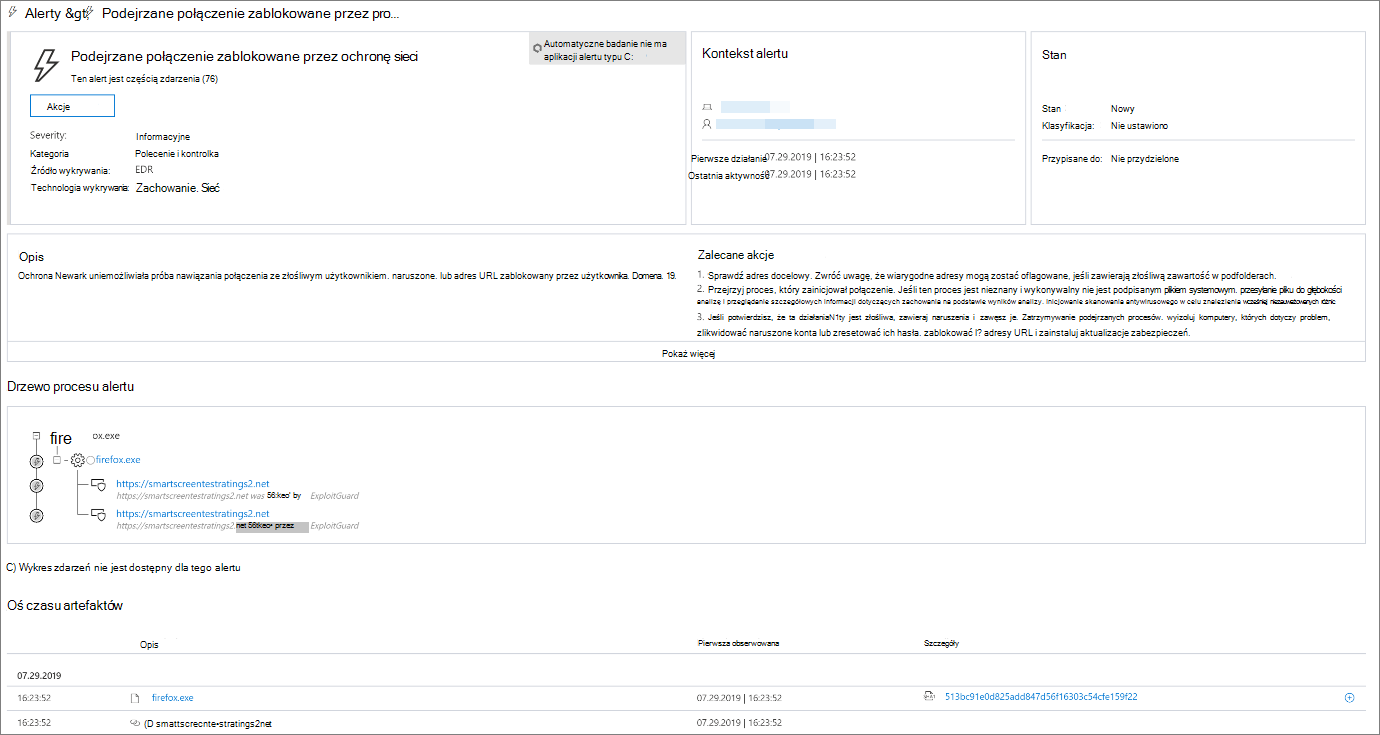 Alerty &gt; Podejrzane połączenie zablokowane przez pro...
Podejrzane połączenie zablokowane przez ochronę sieci
Ten alert jest częścią zdarzenia (76)
Automatyczne badanie nie ma
aplikacji alertu typu C:
Akcje
Severity: Informacyjne
Kategoria Polecenie i kontrolka
Źródło wykrywania: EDR
Technologia wykrywania: Zachowanie. Sieć
Kontekst alertu
Pierwsze działanie 07.29.2019 | 16:23:52
Ostatnia aktywność 07.29.2019 | 16:23:52
Stan
Stan Nowy
Klasyfikacja: Nie ustawiono
Przypisane do: Nie przydzielone
Opis
Ochrona Newark uniemożliwiała próba nawiązania połączenia ze złośliwym użytkownikiem. naruszone. lub adres URL zablokowany przez użytkownika. Domena. 19.
Zalecane akcje
1. Sprawdź adres docelowy. Zwróć uwagę, że wiarygodne adresy mogą zostać oflagowane, jeśli zawierają złośliwą zawartość w podfolderach.
2. Przejrzyj proces, który zainicjował połączenie. Jeśli ten proces jest nieznany i wykonywalny nie jest podpisanym plikiem systemowym. przesyłanie pliku do głębokości
analizę i przeglądanie szczegółowych informacji dotyczących zachowania na podstawie wyników analizy. Inicjowanie skanowania antywirusowego w celu znalezienia wcześniej niezauważonych
3. Jeśli potwierdzisz, że ta działaniaN1ty jest złośliwa, zawieraj naruszenia i zawęsz je. Zatrzymywanie podejrzanych procesów. wyizoluj komputery, których dotyczy problem,
zlikwidować naruszone konta lub zresetować ich hasła. zablokować I? adresy URL i zainstaluj aktualizacje zabezpieczeń.
Pokaż więcej
Drzewo procesu alertu
fire ox.exe
firefox.exe
https://smartscreentestratings2.net
https://smartscreentestratings2.net was 56:keo' by ExploitGuard
https://smartscreentestratings2.net
https://smartscreentestratings2.net 56tkeo• przez ExploitGuard
C) Wykres zdarzeń nie jest dostępny dla tego alertu
Oś czasu artefaktów
Opis Pierwsza obserwowana Szczegóły
07.29.2019
16:23:52 firefox.exe 07.29.2019 | 16:23:52 513bc91e0d825add847d56f16303c54cfe159f22
16:23:52 (D smattscrecnte•stratings2net 07.29.2019 | 16:23:52